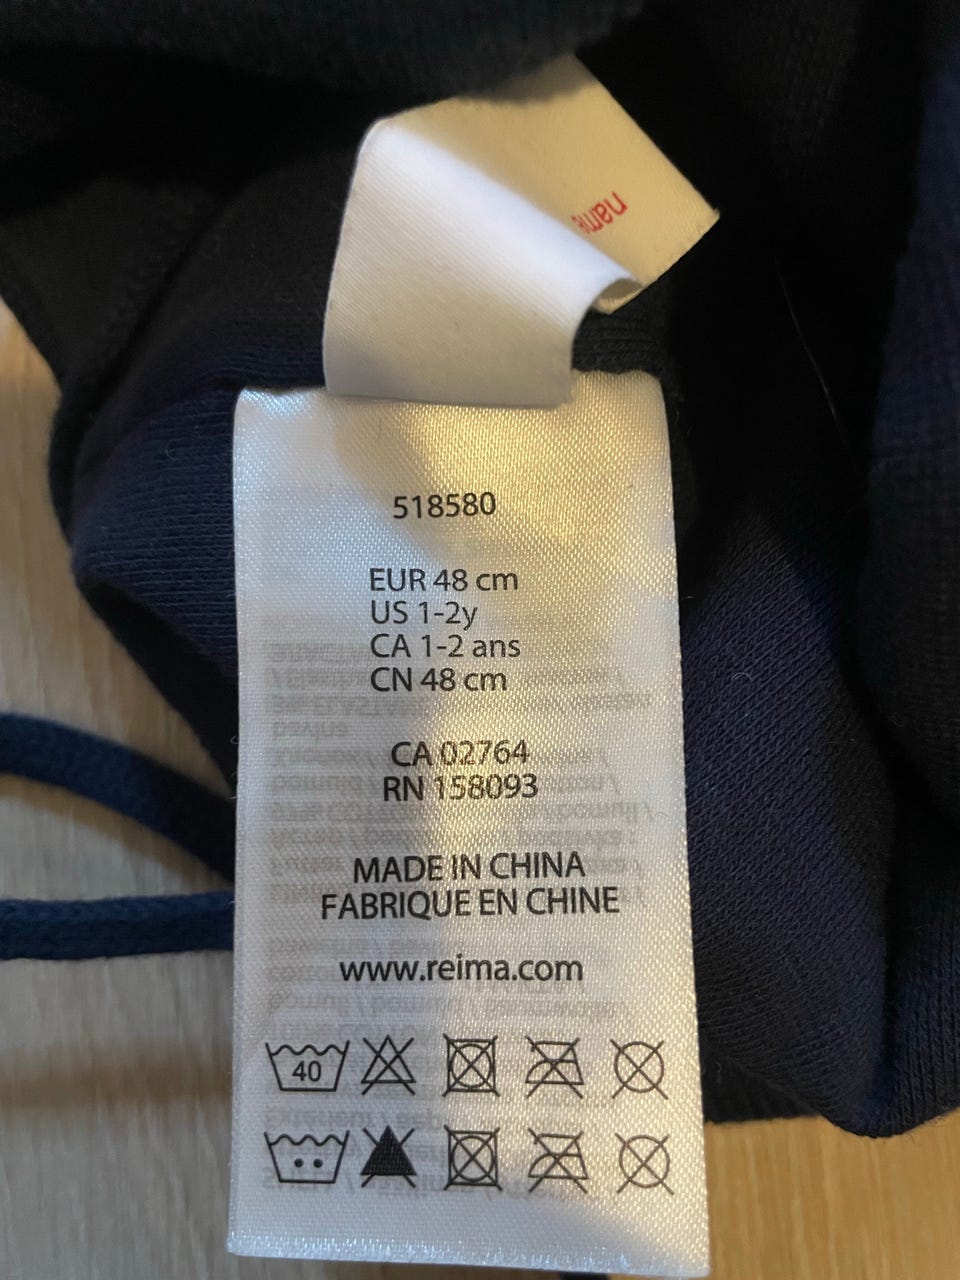 name
518580
EUR 48 cm
US 1-2y
CA 1-2 ans
CN 48 cm
CA 02764
RN 158093
MADE IN CHINA
FABRIQUE EN CHINE
www.reima.com
40